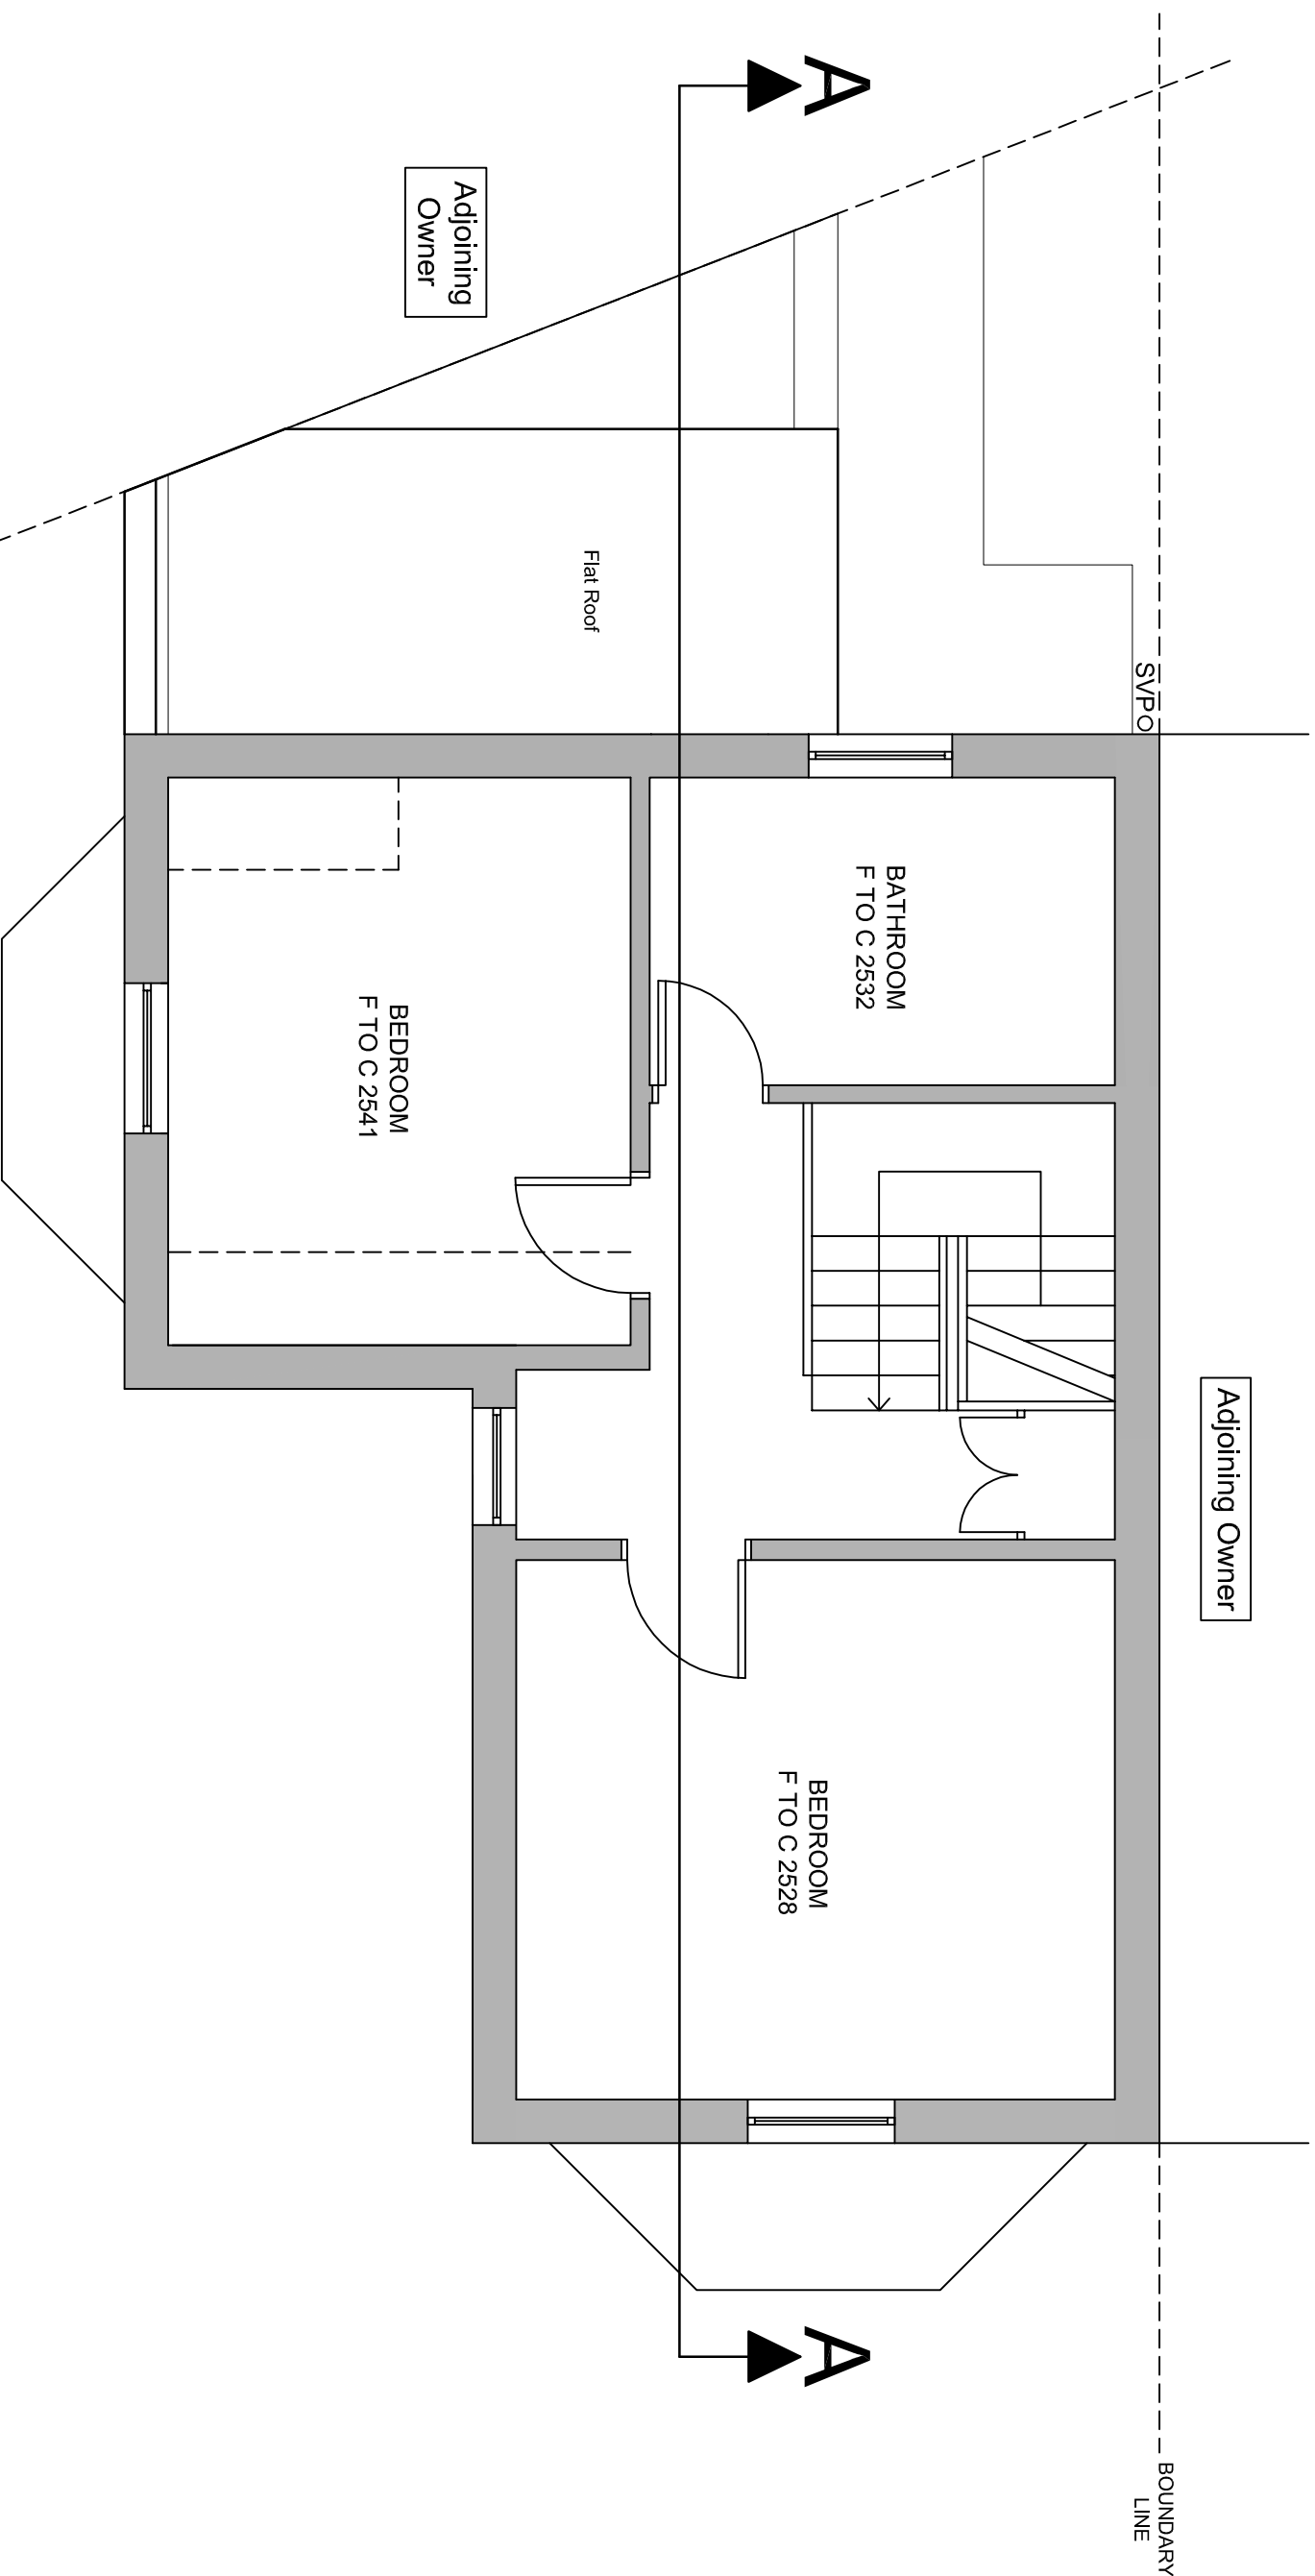 Adjoining Owner
BOUNDARY
LINE
SVP
A
A
BATHROOM
F TO C 2532
BEDROOM
F TO C 2528
Flat Roof
Adjoining
Owner
BEDROOM
F TO C 2541